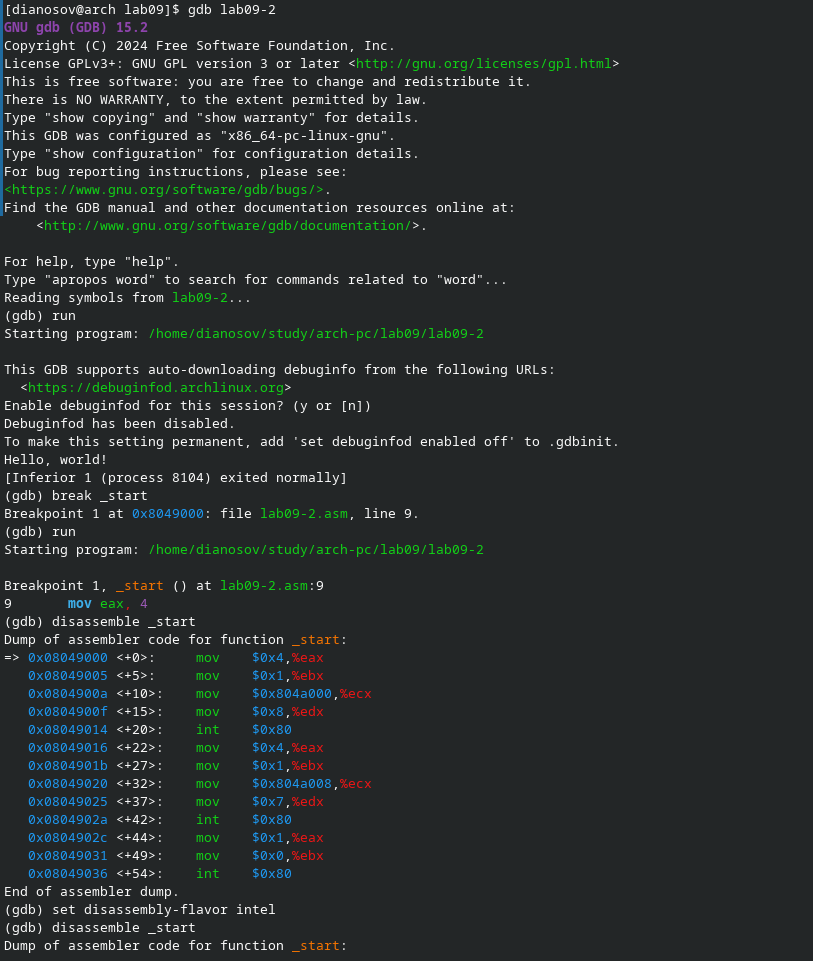 [dianosov@arch lab09]$ gdb lab09-2
GNU gdb (GDB) 15.2
Copyright (C) 2024 Free Software Foundation, Inc.
License GPLv3+: GNU GPL version 3 or later <http://gnu.org/licenses/gpl.html>
This is free software: you are free to change and redistribute it.
There is NO WARRANTY, to the extent permitted by law.
Type "show copying" and "show warranty" for details.
This GDB was configured as "x86_64-pc-linux-gnu".
Type "show configuration" for configuration details.
For bug reporting instructions, please see:
<https://www.gnu.org/software/gdb/bugs/>.
Find the GDB manual and other documentation resources online at:
    <http://www.gnu.org/software/gdb/documentation/>.

For help, type "help".
Type "apropos word" to search for commands related to "word"...
Reading symbols from lab09-2...
(gdb) run
Starting program: /home/dianosov/study/arch-pc/lab09/lab09-2

This GDB supports auto-downloading debuginfo from the following URLs:
  <https://debuginfod.archlinux.org>
Enable debuginfod for this session? (y or [n])
Debuginfod has been disabled.
To make this setting permanent, add 'set debuginfod enabled off' to .gdbinit.
Hello, world!
[Inferior 1 (process 8104) exited normally]
(gdb) break _start
Breakpoint 1 at 0x8049000: file lab09-2.asm, line 9.
(gdb) run
Starting program: /home/dianosov/study/arch-pc/lab09/lab09-2

Breakpoint 1, _start () at lab09-2.asm:9
9       mov eax, 4
(gdb) disassemble _start
Dump of assembler code for function _start:
=> 0x08049000 <+0>:     mov    $0x4,%eax
   0x08049005 <+5>:     mov    $0x1,%ebx
   0x0804900a <+10>:    mov    $0x804a000,%ecx
   0x0804900f <+15>:    mov    $0x8,%edx
   0x08049014 <+20>:    int    $0x80
   0x08049016 <+22>:    mov    $0x4,%eax
   0x0804901b <+27>:    mov    $0x1,%ebx
   0x08049020 <+32>:    mov    $0x804a008,%ecx
   0x08049025 <+37>:    mov    $0x7,%edx
   0x0804902a <+42>:    int    $0x80
   0x0804902c <+44>:    mov    $0x1,%eax
   0x08049031 <+49>:    mov    $0x0,%ebx
   0x08049036 <+54>:    int    $0x80
End of assembler dump.
(gdb) set disassembly-flavor intel
(gdb) disassemble _start
Dump of assembler code for function _start: